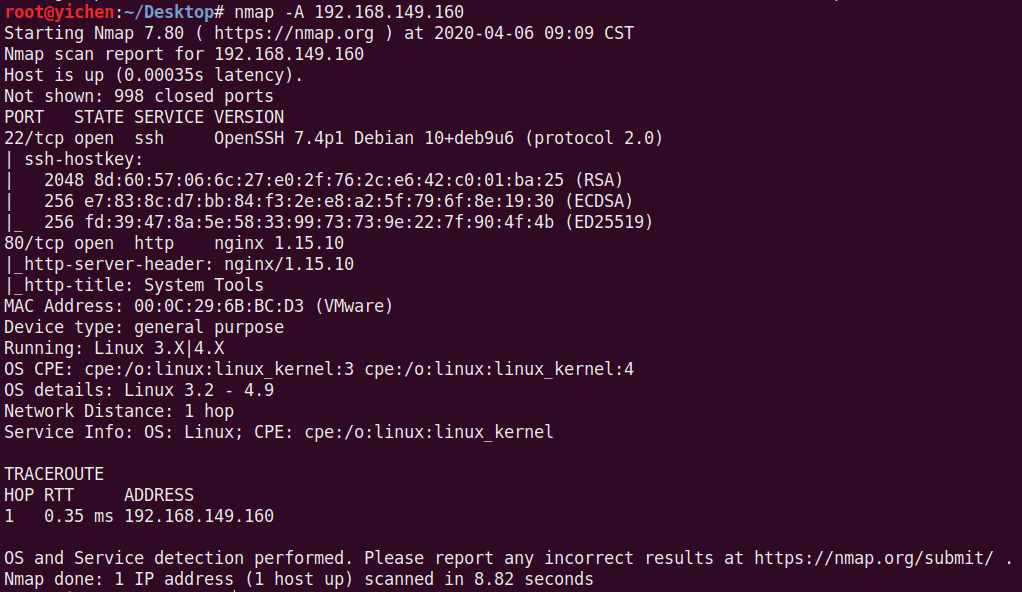 root@yichen:~/Desktop# nmap -A 192.168.149.160
Starting Nmap 7.80 ( https://nmap.org ) at 2020-04-06 09:09 CST
Nmap scan report for 192.168.149.160
Host is up (0.00035s latency).
Not shown: 998 closed ports
PORT   STATE SERVICE VERSION
22/tcp open  ssh     OpenSSH 7.4p1 Debian 10+deb9u6 (protocol 2.0)
| ssh-hostkey:
|   2048 8d:60:57:06:6c:27:e0:2f:76:2c:e6:42:c0:01:ba:25 (RSA)
|   256 e7:83:8c:d7:bb:84:f3:2e:e8:a2:5f:79:6f:8e:19:30 (ECDSA)
|_  256 fd:39:47:8a:5e:58:33:99:73:73:9e:22:7f:90:4f:4b (ED25519)
80/tcp open  http    nginx 1.15.10
|_http-server-header: nginx/1.15.10
|_http-title: System Tools
MAC Address: 00:0C:29:6B:BC:D3 (VMware)
Device type: general purpose
Running: Linux 3.X|4.X
OS CPE: cpe:/o:linux:linux_kernel:3 cpe:/o:linux:linux_kernel:4
OS details: Linux 3.2 - 4.9
Network Distance: 1 hop
Service Info: OS: Linux; CPE: cpe:/o:linux:linux_kernel

TRACEROUTE
HOP RTT     ADDRESS
1   0.35 ms 192.168.149.160

OS and Service detection performed. Please report any incorrect results at https://nmap.org/submit/ .
Nmap done: 1 IP address (1 host up) scanned in 8.82 seconds